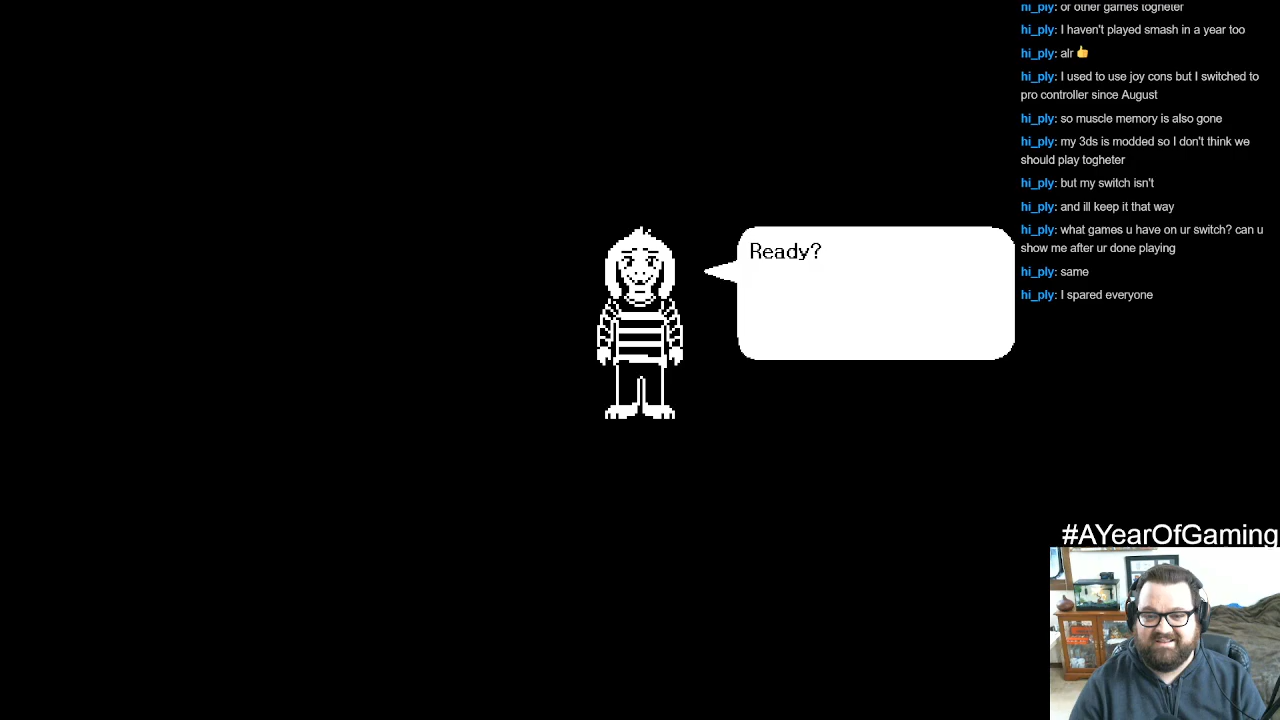 hi_ply: or other games togheter
hi_ply: I haven't played smash in a year too
hi_ply: alr 👍
hi_ply: I used to use joy cons but I switched to
pro controller since August
hi_ply: so muscle memory is also gone
hi_ply: my 3ds is modded so I don't think we
should play togheter
hi_ply: but my switch isn't
hi_ply: and ill keep it that way
hi_ply: what games u have on ur switch? can u
show me after ur done playing
hi_ply: same
hi_ply: I spared everyone
Ready?
#AYearOfGaming